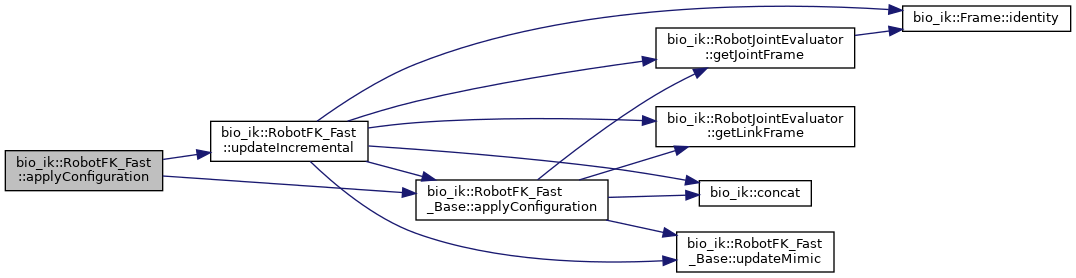 bio_ik::RobotFK_Fast
::applyConfiguration
bio_ik::RobotFK_Fast
::updateIncremental
bio_ik::RobotFK_Fast
_Base::applyConfiguration
bio_ik::Frame::identity
bio_ik::RobotJointEvaluator
::getJointFrame
bio_ik::RobotJointEvaluator
::getLinkFrame
bio_ik::concat
bio_ik::RobotFK_Fast
_Base::updateMimic